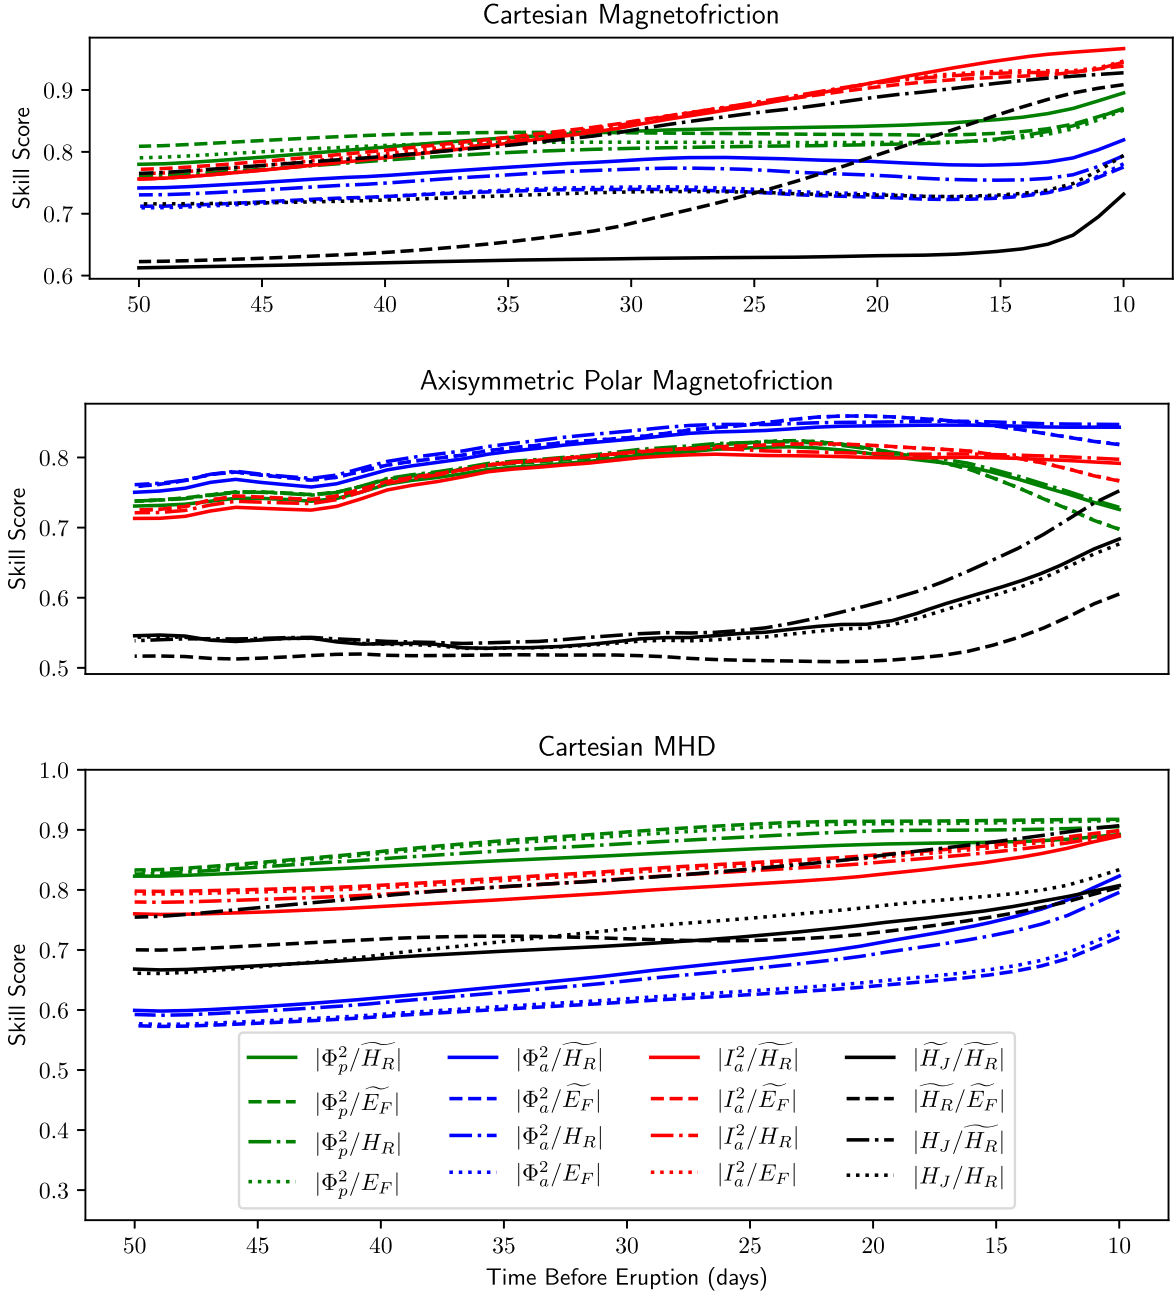 Cartesian Magnetofriction
Skill Score
0.9
0.8
0.7
0.6
50 45 40 35 30 25 20 15 10
Axisymmetric Polar Magnetofriction
Skill Score
0.8
0.7
0.6
0.5
Cartesian MHD
Skill Score
1.0
0.9
0.8
0.7
0.6
0.5
0.4
0.3
|Φ_p^2/\widetilde{H_R}| |Φ_a^2/\widetilde{H_R}| |I_a^2/\widetilde{H_R}| |\widetilde{H}_J/\widetilde{H_R}|
|Φ_p^2/\widetilde{E}_F| |Φ_a^2/\widetilde{E}_F| |I_a^2/\widetilde{E}_F| |\widetilde{H_R}/\widetilde{E}_F|
|Φ_p^2/H_R| |Φ_a^2/H_R| |I_a^2/H_R| |H_J/\widetilde{H_R}|
|Φ_p^2/E_F| |Φ_a^2/E_F| |I_a^2/E_F| |H_J/H_R|
50 45 40 35 30 25 20 15 10
Time Before Eruption (days)